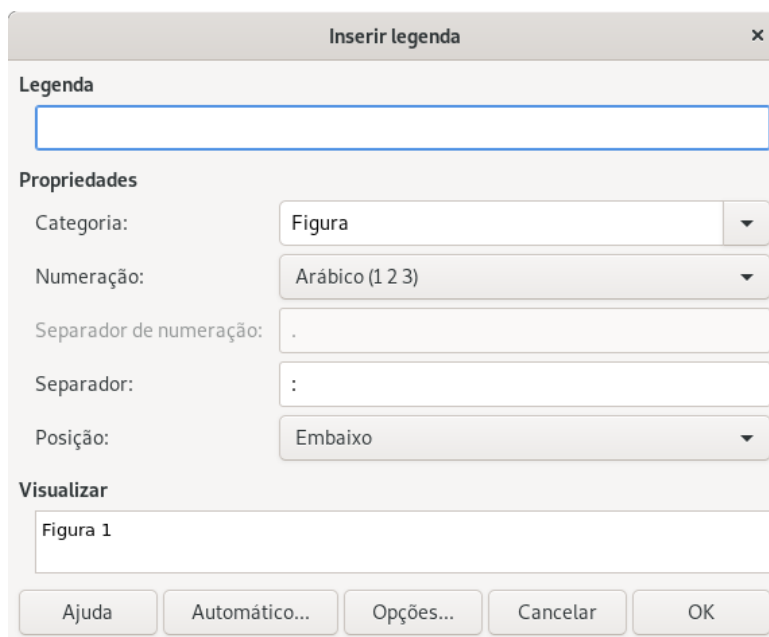 Inserir legenda ×
Legenda
Propriedades
Categoria: Figura
Numeração: Arábico (1 2 3)
Separador de numeração: .
Separador: :
Posição: Embaixo
Visualizar
Figura 1
Ajuda Automático... Opções... Cancelar OK